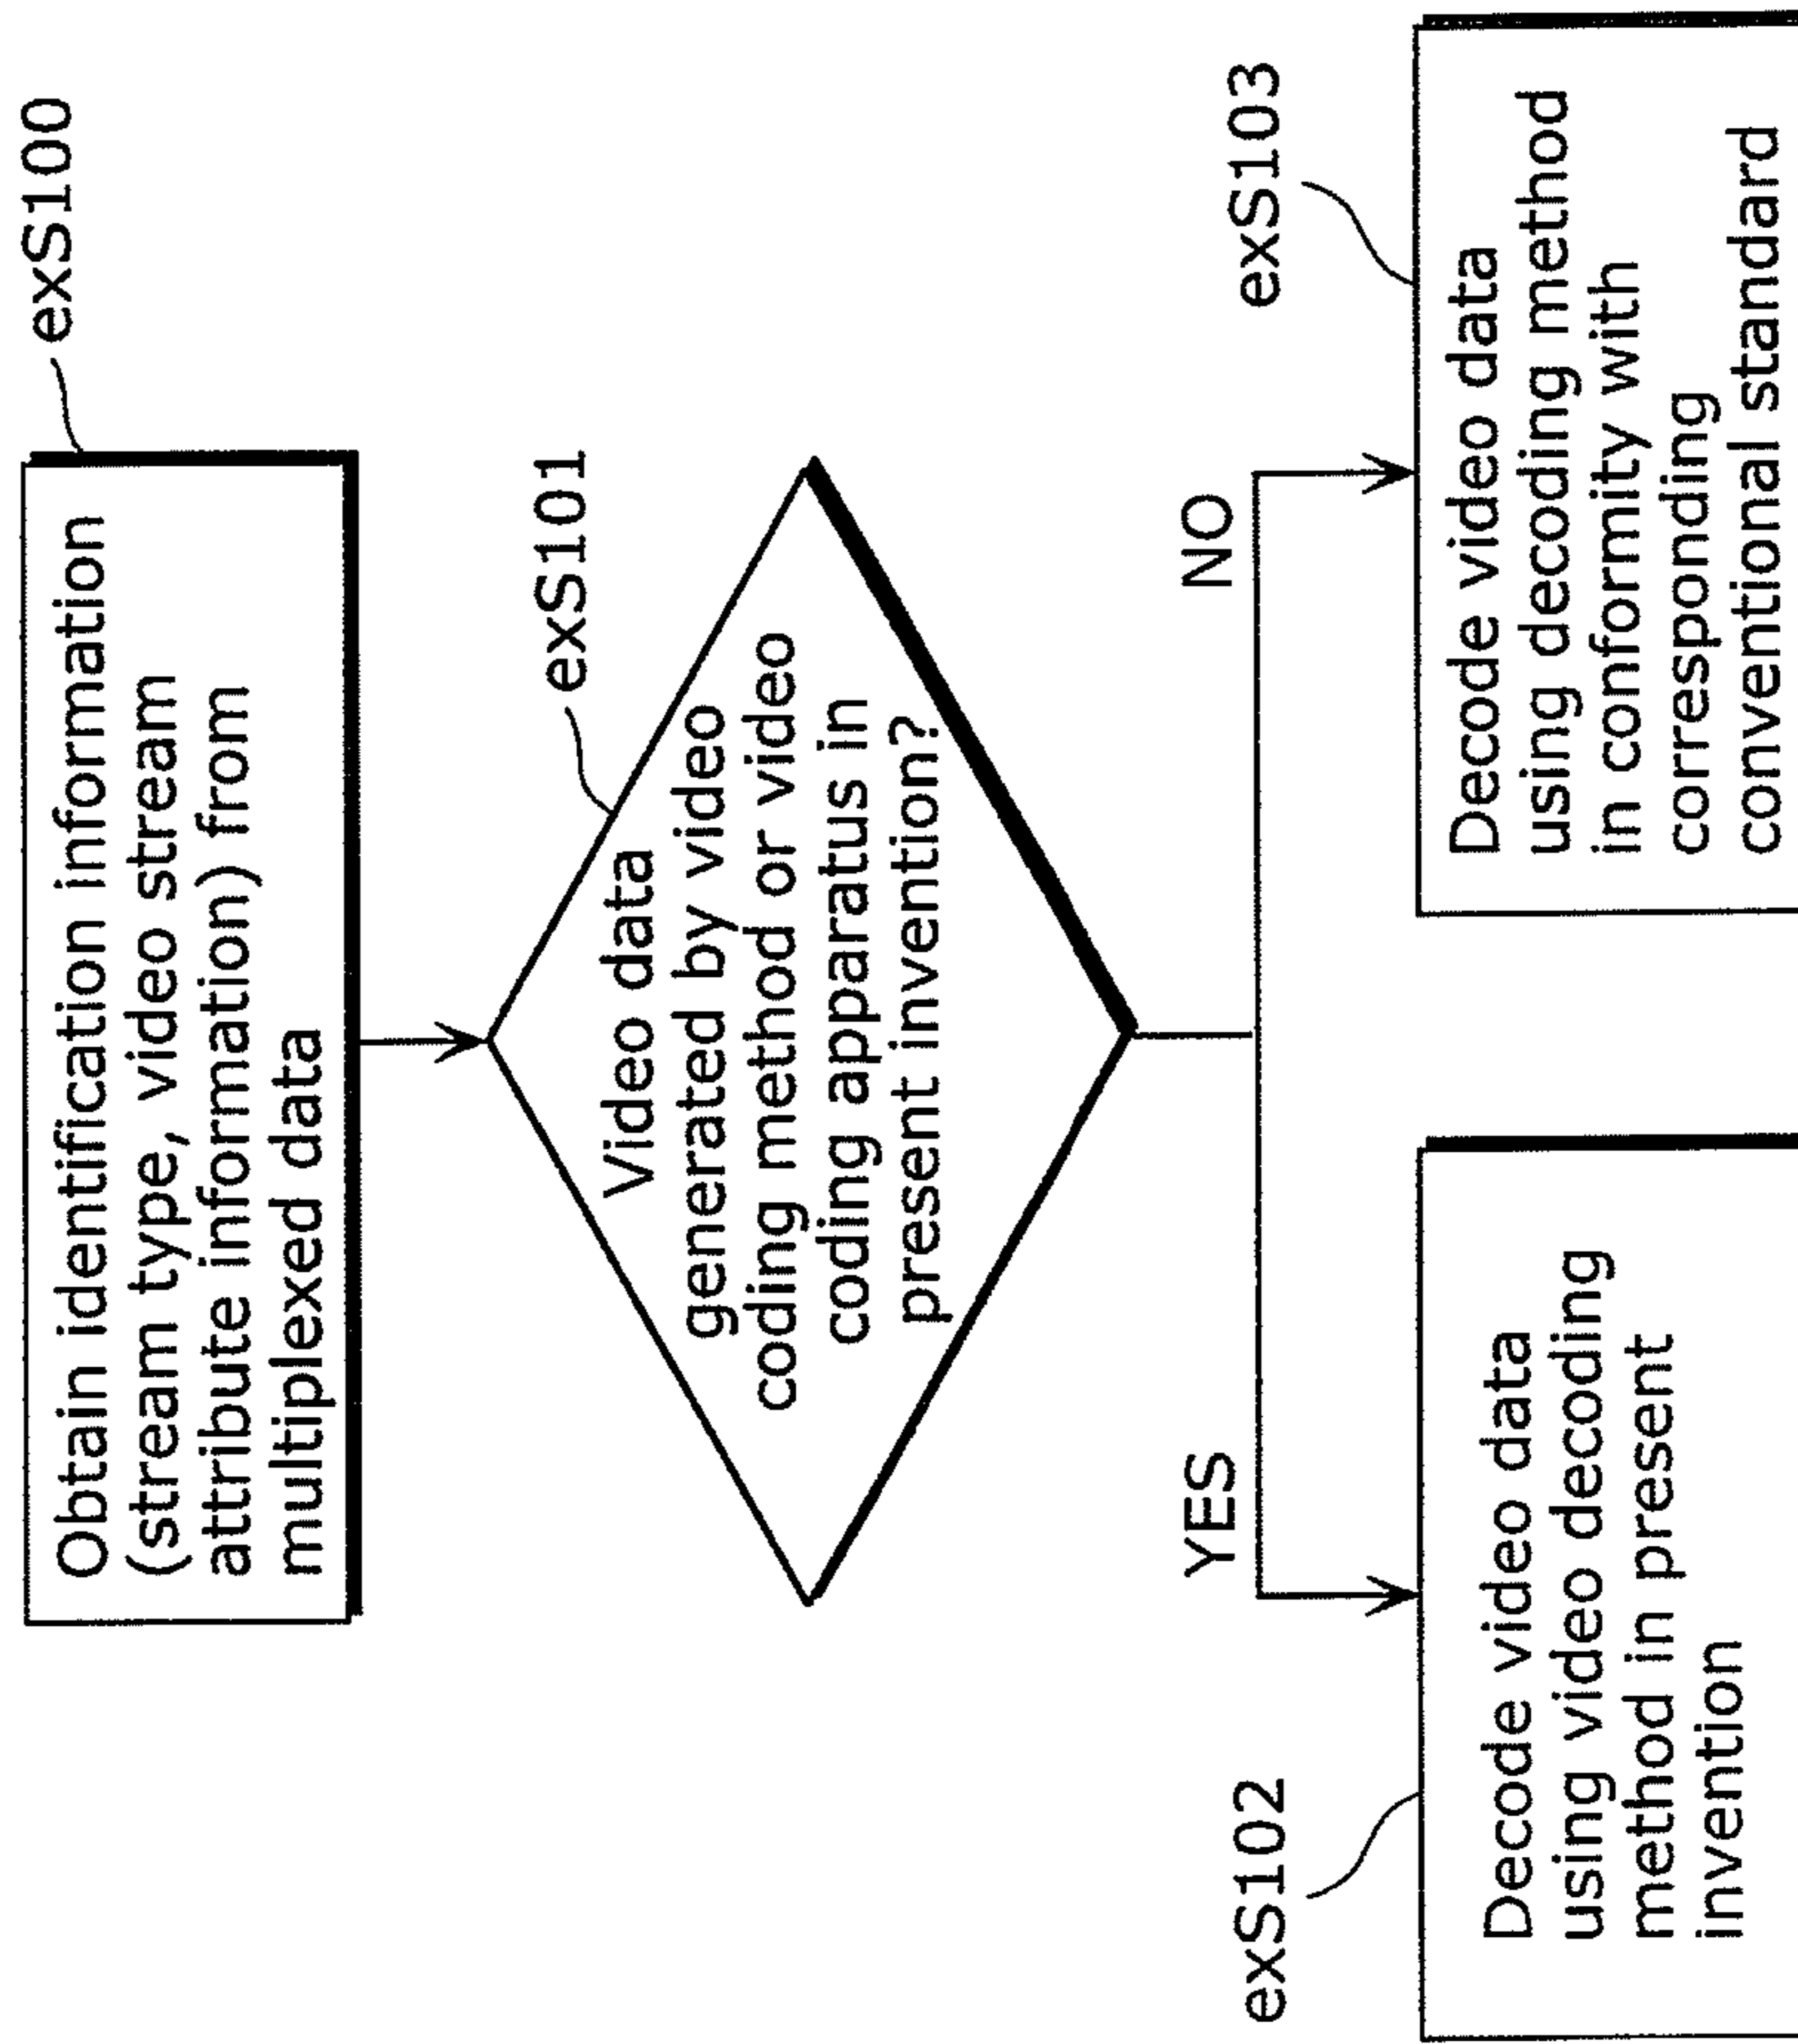 exS100
Obtain identification information
(stream type, video stream
attribute information) from
multiplexed data
exS101
Video data
generated by video
coding method or video
coding apparatus in
present invention?
YES
NO
exS102
Decode video data
using video decoding
method in present
invention
exS103
Decode video data
using decoding method
in conformity with
corresponding
conventional standard